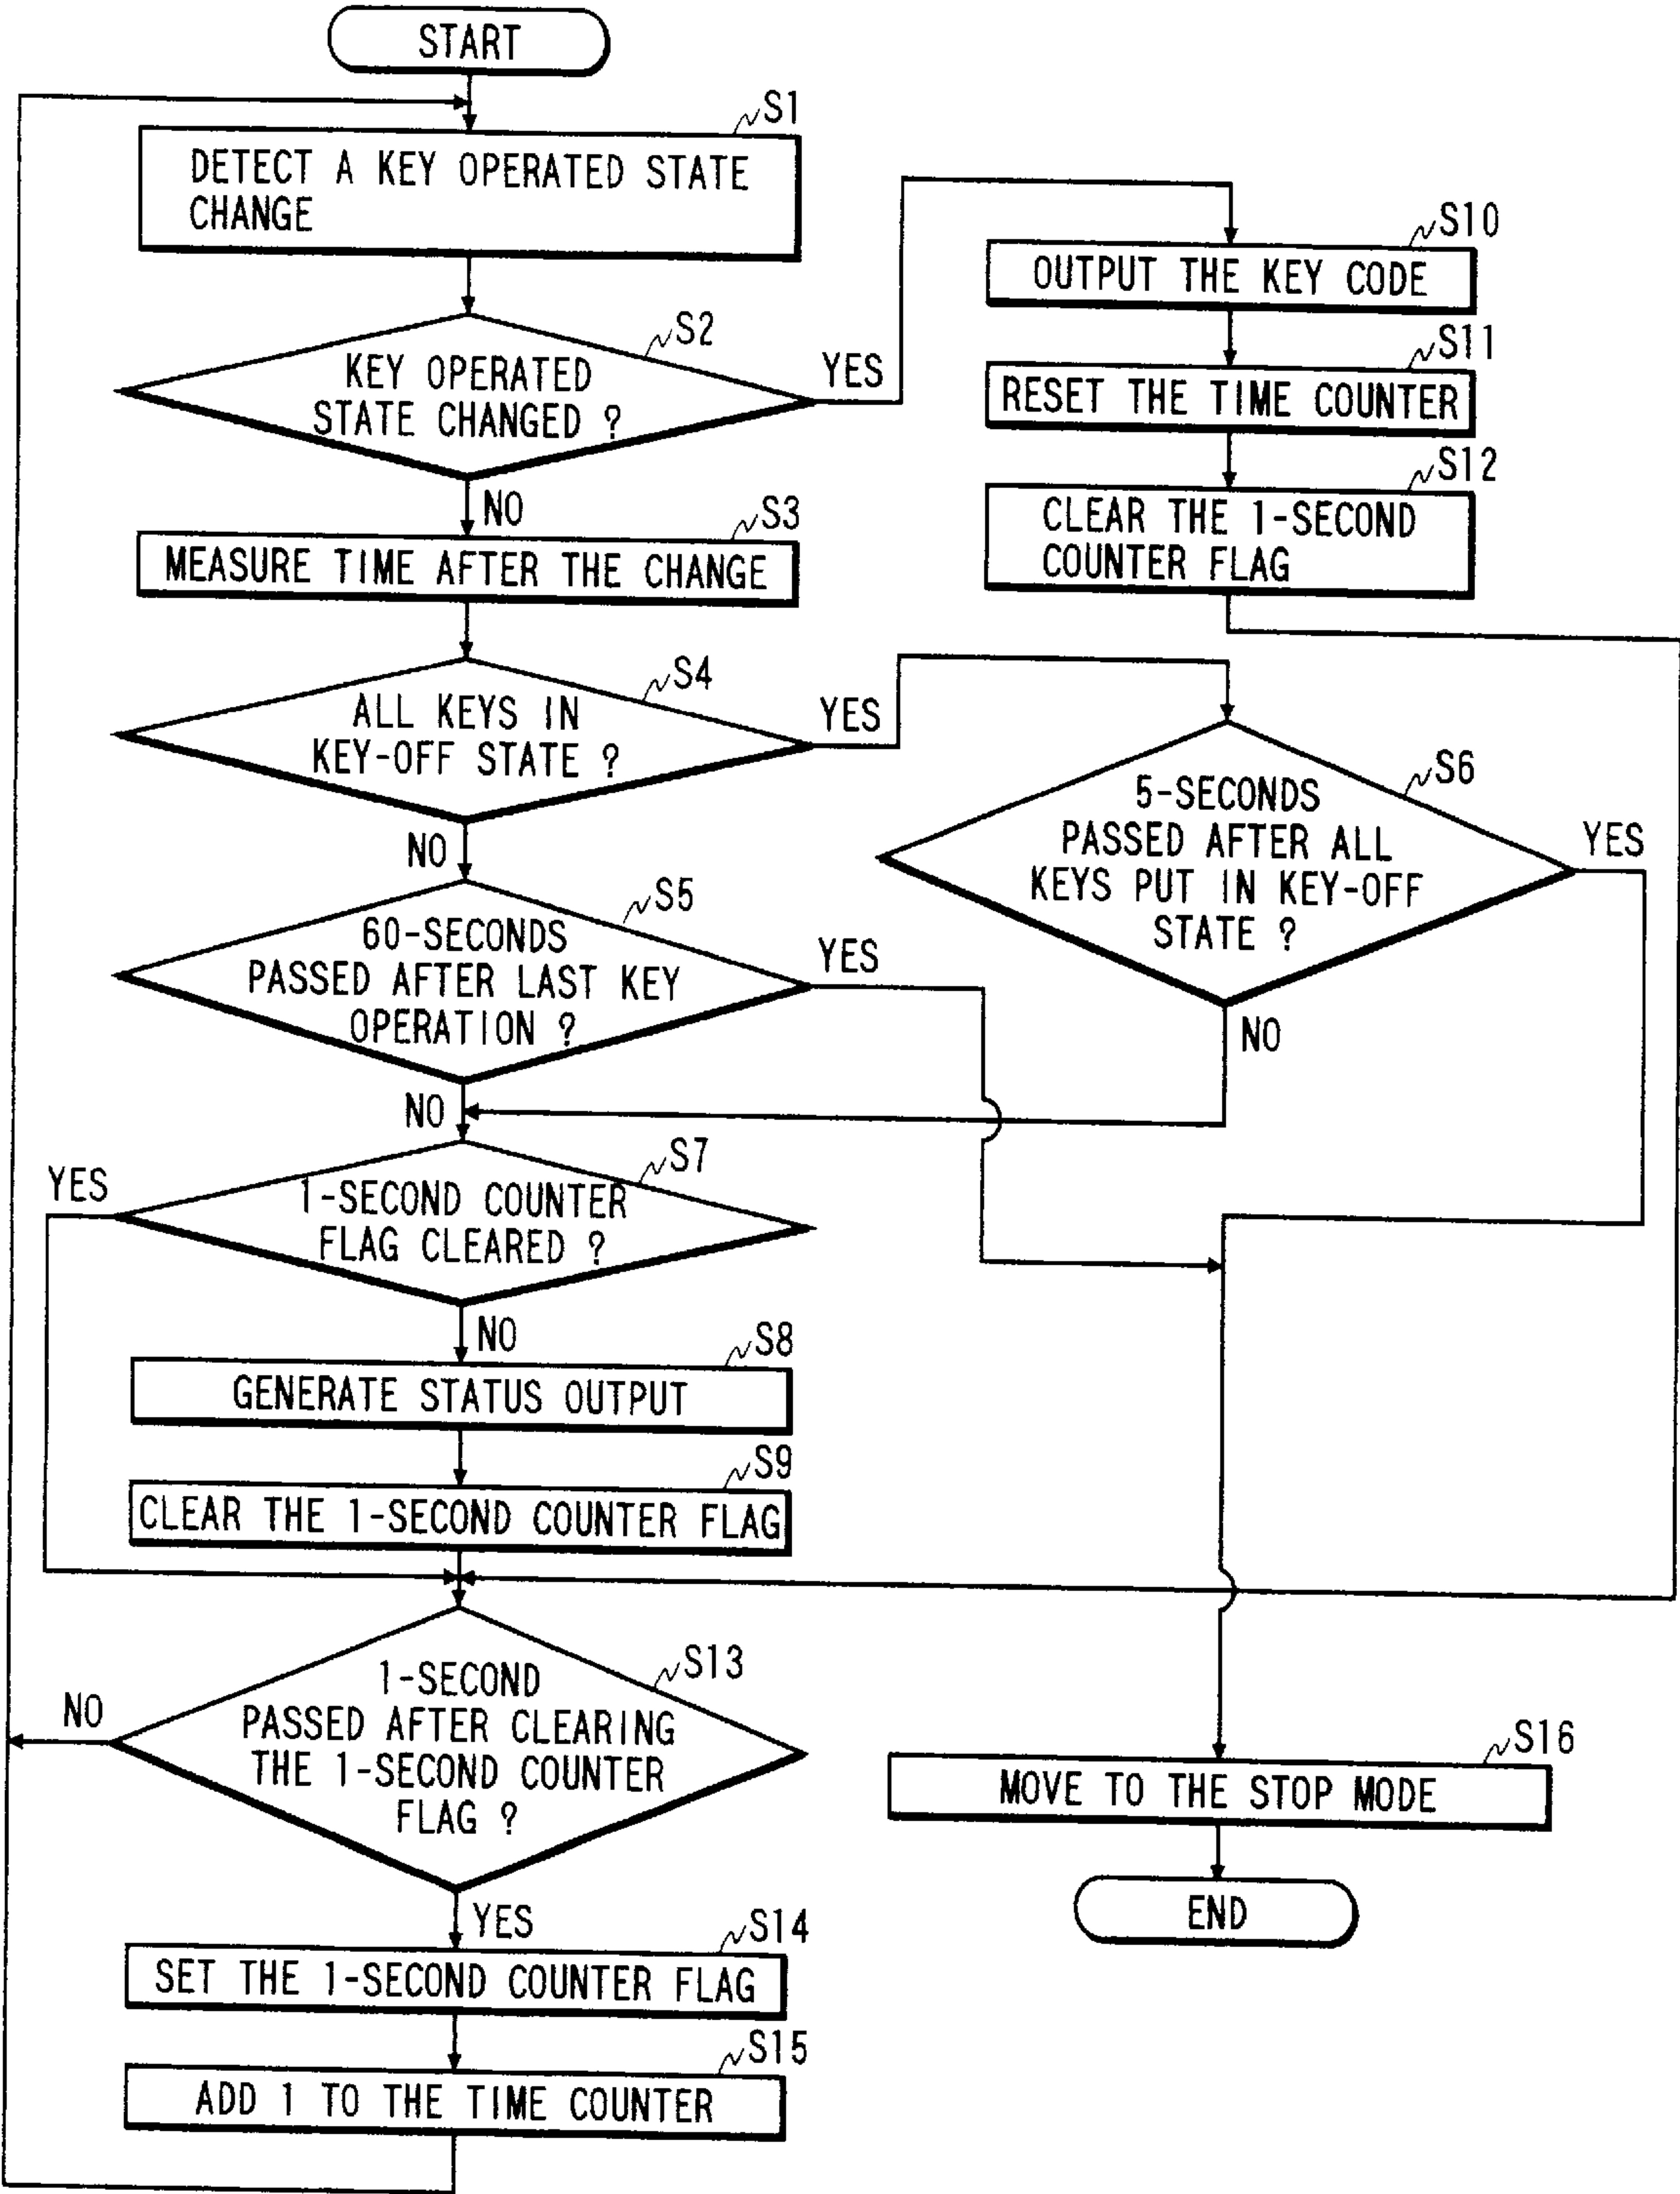 START
S1
DETECT A KEY OPERATED STATE
CHANGE
S2
KEY OPERATED
STATE CHANGED ?
YES
NO
S10
OUTPUT THE KEY CODE
S11
RESET THE TIME COUNTER
S12
CLEAR THE 1-SECOND
COUNTER FLAG
S3
MEASURE TIME AFTER THE CHANGE
S4
ALL KEYS IN
KEY-OFF STATE ?
YES
NO
S6
5-SECONDS
PASSED AFTER ALL
KEYS PUT IN KEY-OFF
STATE ?
YES
NO
S5
60-SECONDS
PASSED AFTER LAST KEY
OPERATION ?
YES
NO
S7
1-SECOND COUNTER
FLAG CLEARED ?
YES
NO
S8
GENERATE STATUS OUTPUT
S9
CLEAR THE 1-SECOND COUNTER FLAG
S13
1-SECOND
PASSED AFTER CLEARING
THE 1-SECOND COUNTER
FLAG ?
NO
YES
S14
SET THE 1-SECOND COUNTER FLAG
S15
ADD 1 TO THE TIME COUNTER
S16
MOVE TO THE STOP MODE
END